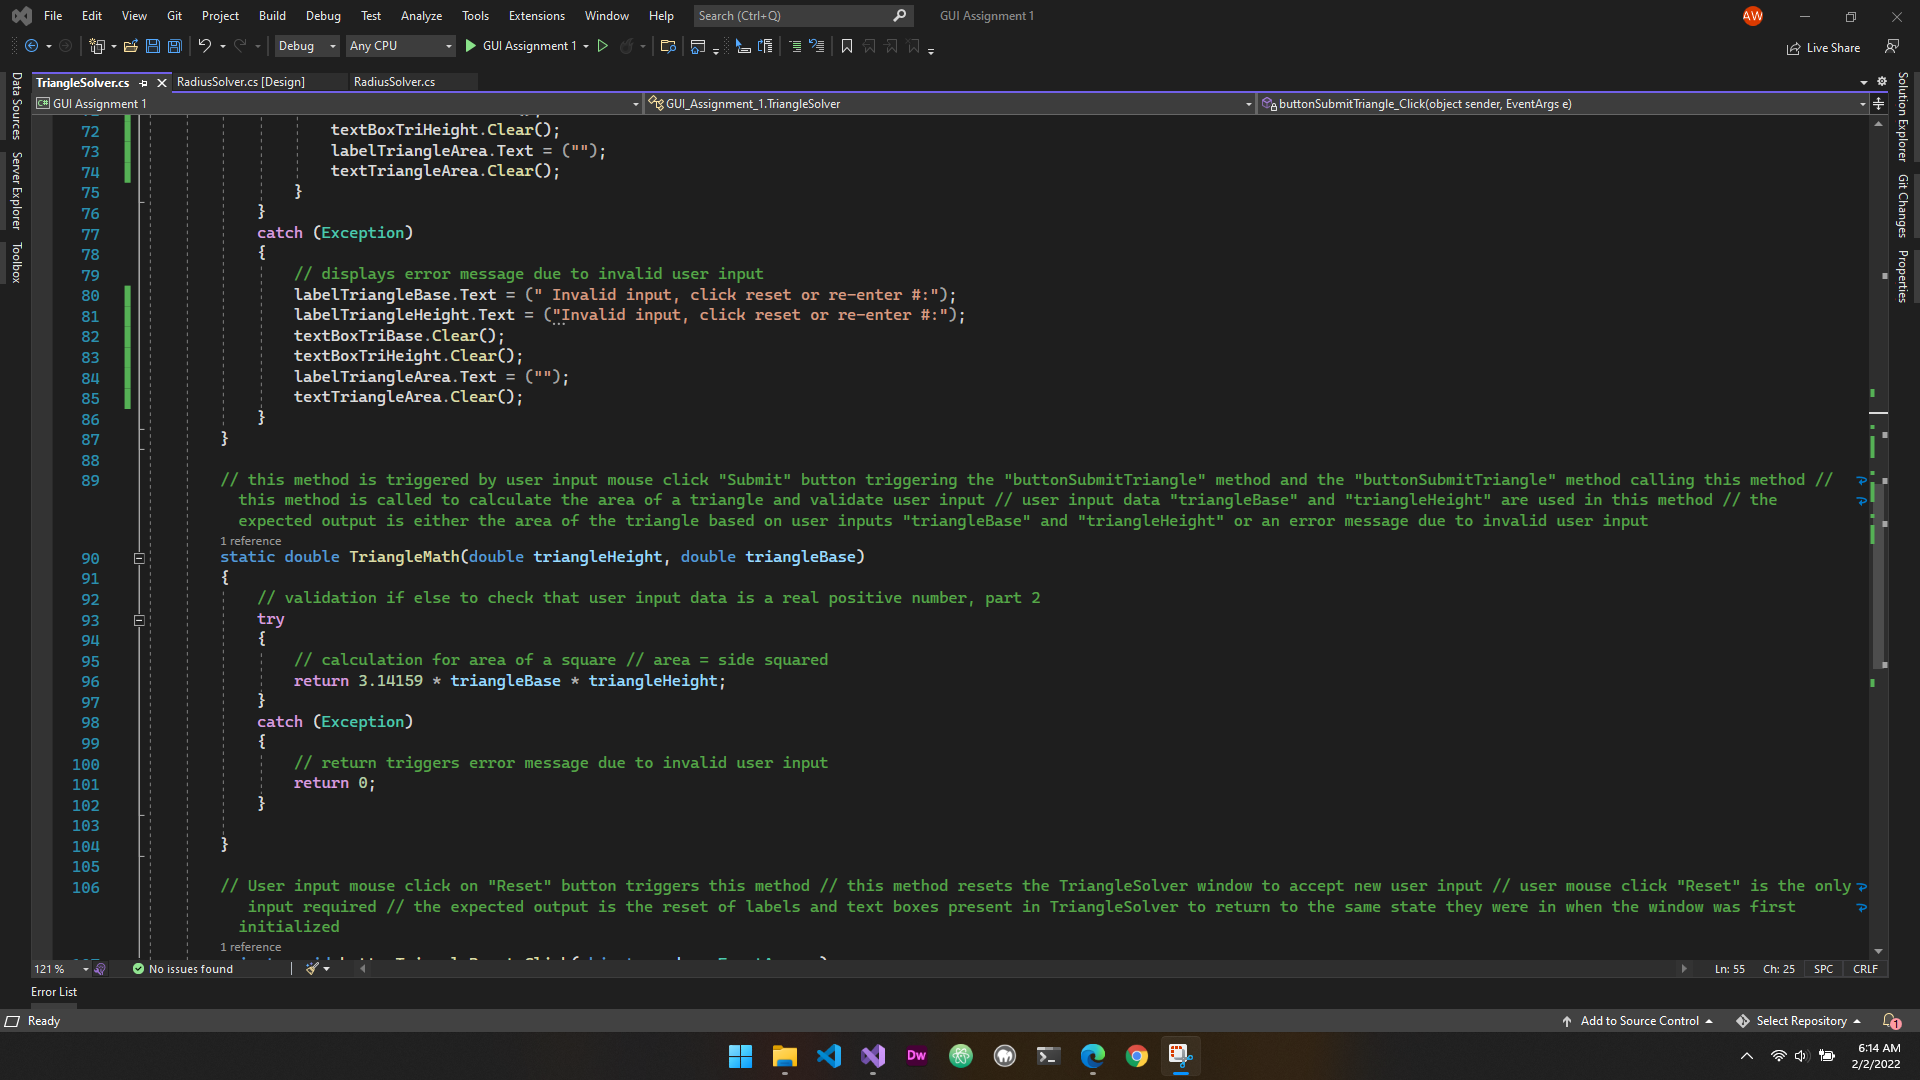 File Edit View Git Project Build Debug Test Analyze Tools Extensions Window Help Search (Ctrl+Q) GUI Assignment 1 AW
Debug Any CPU GUI Assignment 1 Live Share
TriangleSolver.cs RadiusSolver.cs [Design] RadiusSolver.cs
C# GUI Assignment 1 GUI_Assignment_1.TriangleSolver buttonSubmitTriangle_Click(object sender, EventArgs e)
Data Sources
Server Explorer
Toolbox
Solution Explorer
Git Changes
Properties
72 textBoxTriHeight.Clear();
73 labelTriangleArea.Text = ("");
74 textTriangleArea.Clear();
75 }
76 }
77 catch (Exception)
78 {
79 // displays error message due to invalid user input
80 labelTriangleBase.Text = (" Invalid input, click reset or re-enter #:");
81 labelTriangleHeight.Text = ("Invalid input, click reset or re-enter #:");
82 textBoxTriBase.Clear();
83 textBoxTriHeight.Clear();
84 labelTriangleArea.Text = ("");
85 textTriangleArea.Clear();
86 }
87 }
88
89 // this method is triggered by user input mouse click "Submit" button triggering the "buttonSubmitTriangle" method and the "buttonSubmitTriangle" method calling this method //
this method is called to calculate the area of a triangle and validate user input // user input data "triangleBase" and "triangleHeight" are used in this method // the
expected output is either the area of the triangle based on user inputs "triangleBase" and "triangleHeight" or an error message due to invalid user input
1 reference
90 static double TriangleMath(double triangleHeight, double triangleBase)
91 {
92 // validation if else to check that user input data is a real positive number, part 2
93 try
94 {
95 // calculation for area of a square // area = side squared
96 return 3.14159 * triangleBase * triangleHeight;
97 }
98 catch (Exception)
99 {
100 // return triggers error message due to invalid user input
101 return 0;
102 }
103
104 }
105
106 // User input mouse click on "Reset" button triggers this method // this method resets the TriangleSolver window to accept new user input // user mouse click "Reset" is the only
input required // the expected output is the reset of labels and text boxes present in TriangleSolver to return to the same state they were in when the window was first
initialized
1 reference
121 % No issues found Ln: 55 Ch: 25 SPC CRLF
Error List
Ready Add to Source Control Select Repository 1
Dw
6:14 AM
2/2/2022